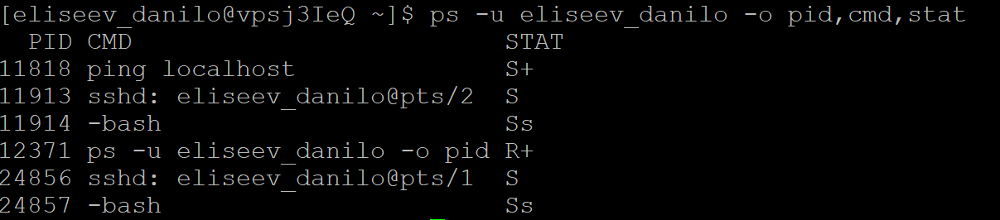 [eliseev_danilo@vpsj3IeQ ~]$ ps -u eliseev_danilo -o pid,cmd,stat
  PID CMD                         STAT
11818 ping localhost              S+
11913 sshd: eliseev_danilo@pts/2  S
11914 -bash                       Ss
12371 ps -u eliseev_danilo -o pid R+
24856 sshd: eliseev_danilo@pts/1  S
24857 -bash                       Ss